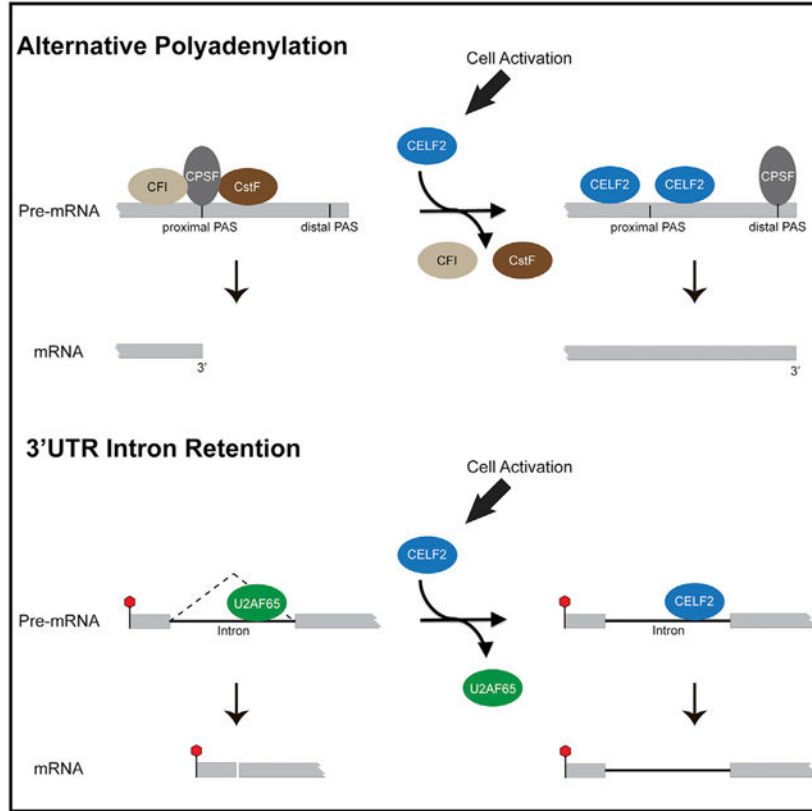 Alternative Polyadenylation
Cell Activation
CELF2
CFI
CPSF
CstF
CELF2
CELF2
CPSF
Pre-mRNA
proximal PAS
distal PAS
proximal PAS
distal PAS
CFI
CstF
mRNA
3’
3’
3’UTR Intron Retention
Cell Activation
CELF2
U2AF65
CELF2
Pre-mRNA
Intron
Intron
U2AF65
mRNA